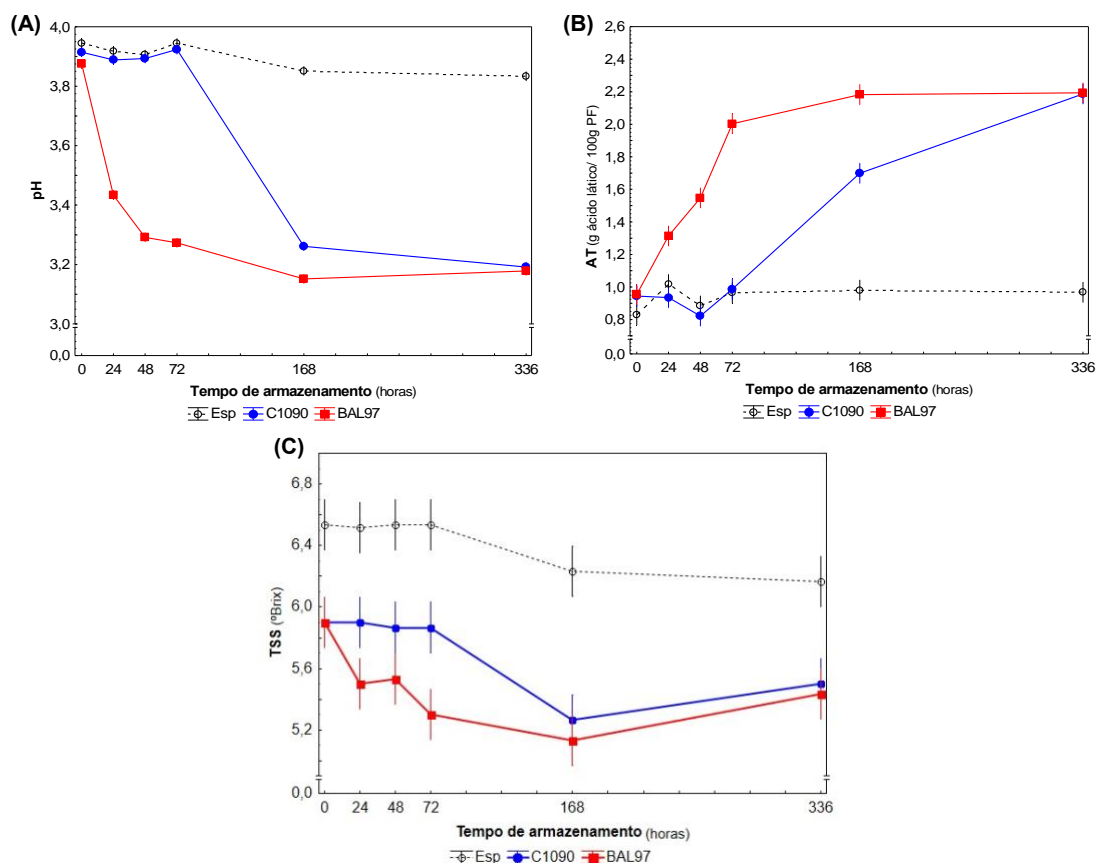 (A)
4,0
3,8
3,6
3,4
3,2
3,0
0,0
pH
0 24 48 72 168 336
Tempo de armazenamento (horas)
Esp C1090 BAL97
(B)
2,6
2,4
2,2
2,0
1,8
1,6
1,4
1,2
1,0
0,8
0,0
AT (g ácido lático/ 100g PF)
0 24 48 72 168 336
Tempo de armazenamento (horas)
Esp C1090 BAL97
(C)
6,8
6,4
6,0
5,6
5,2
0,0
TSS (ºBrix)
0 24 48 72 168 336
Tempo de armazenamento (horas)
Esp C1090 BAL97